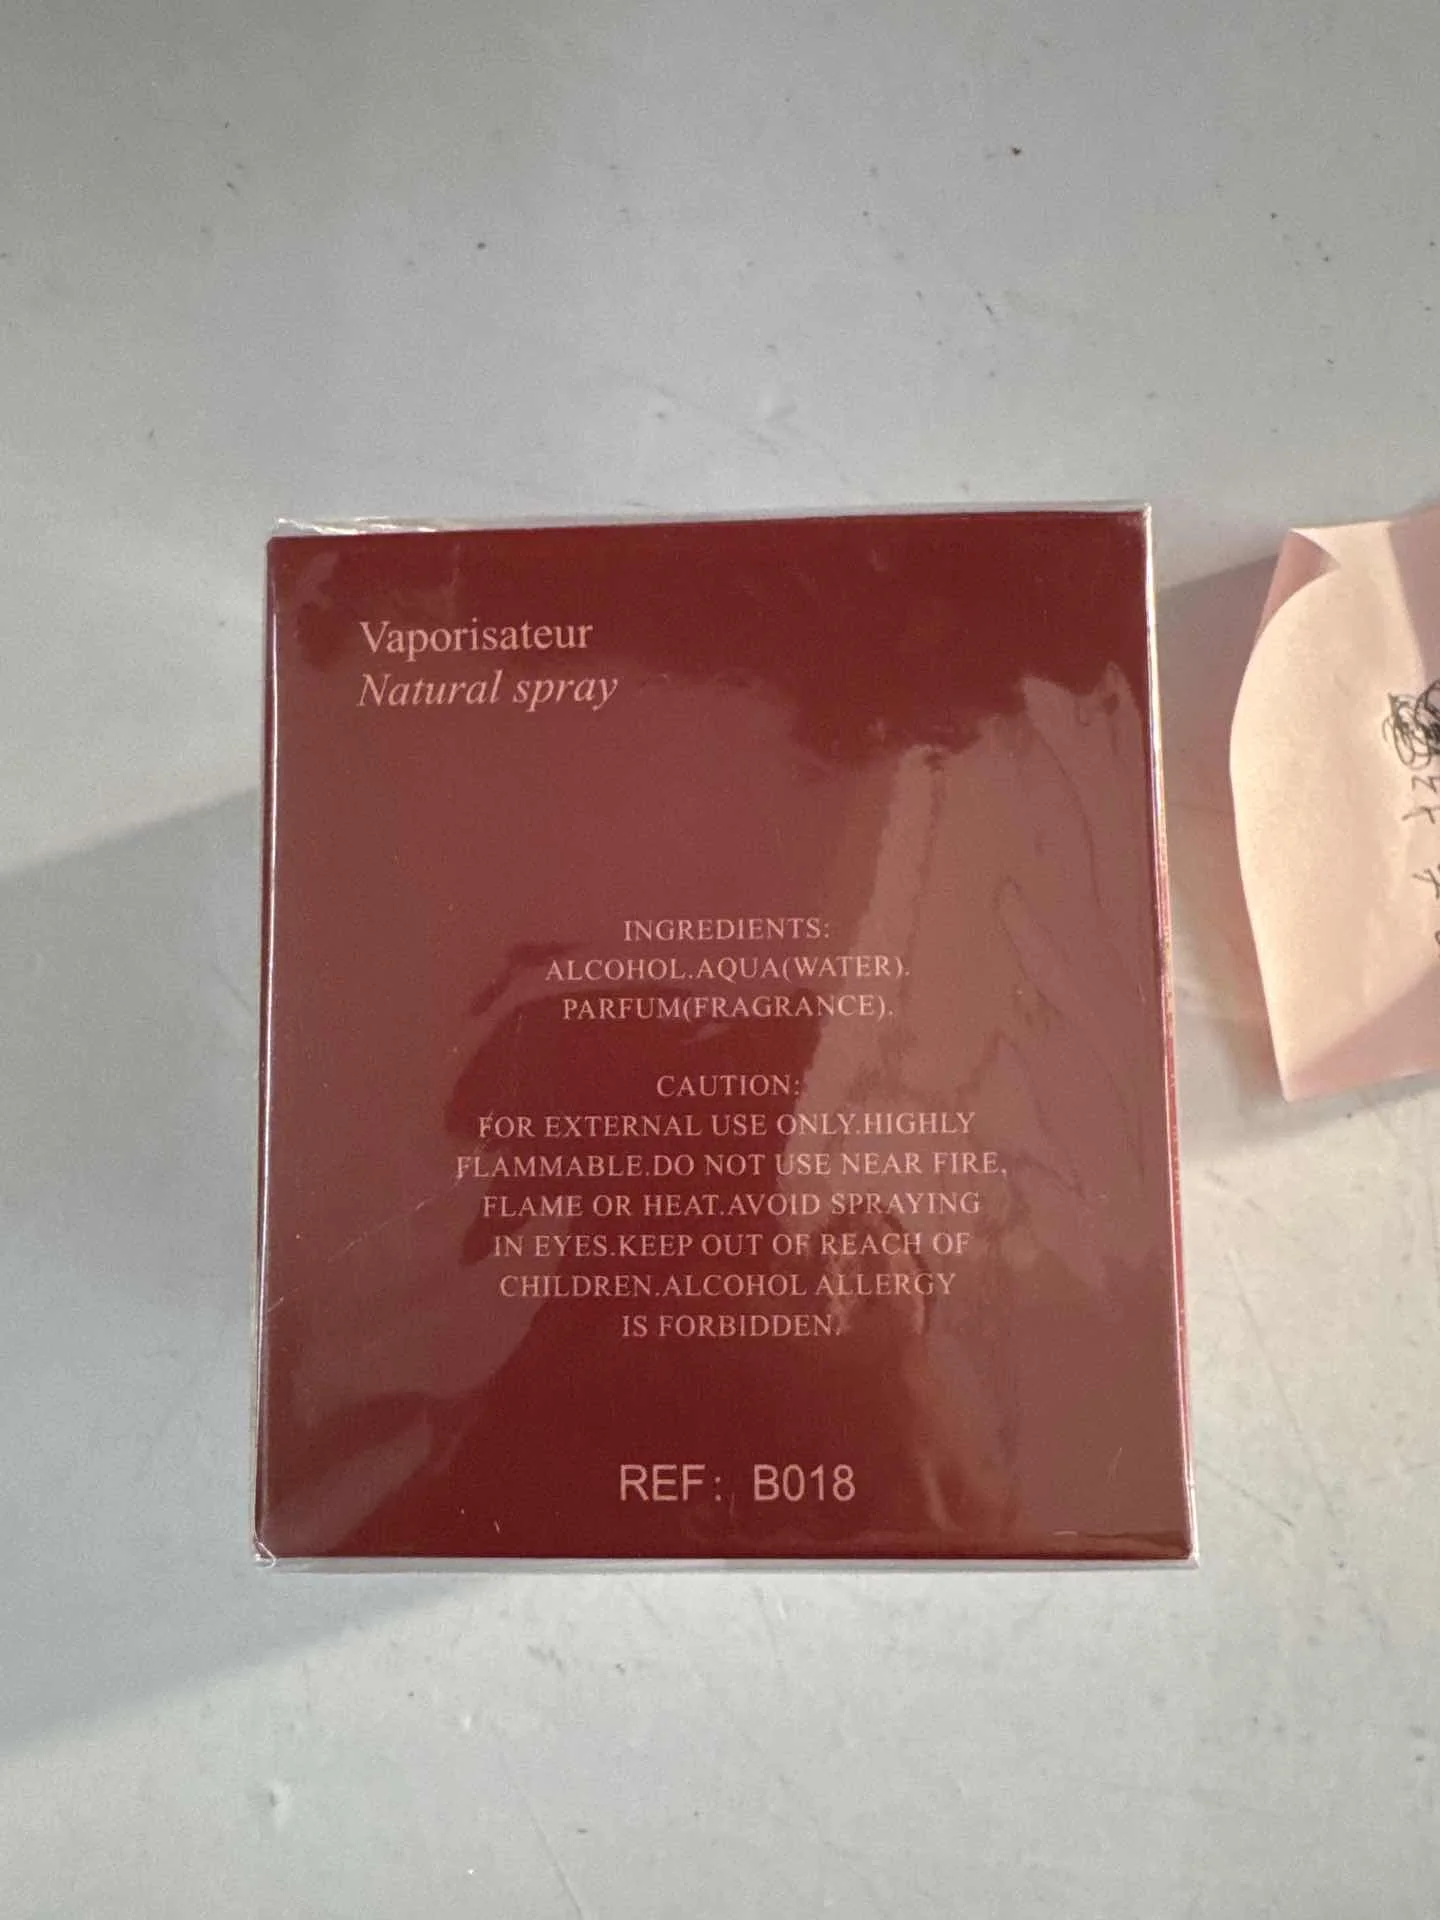 Vaporisateur
Natural spray
INGREDIENTS:
ALCOHOL.AQUA(WATER).
PARFUM(FRAGRANCE).
CAUTION:
FOR EXTERNAL USE ONLY.HIGHLY
FLAMMABLE.DO NOT USE NEAR FIRE,
FLAME OR HEAT.AVOID SPRAYING
IN EYES.KEEP OUT OF REACH OF
CHILDREN.ALCOHOL ALLERGY
IS FORBIDDEN.
REF: B018